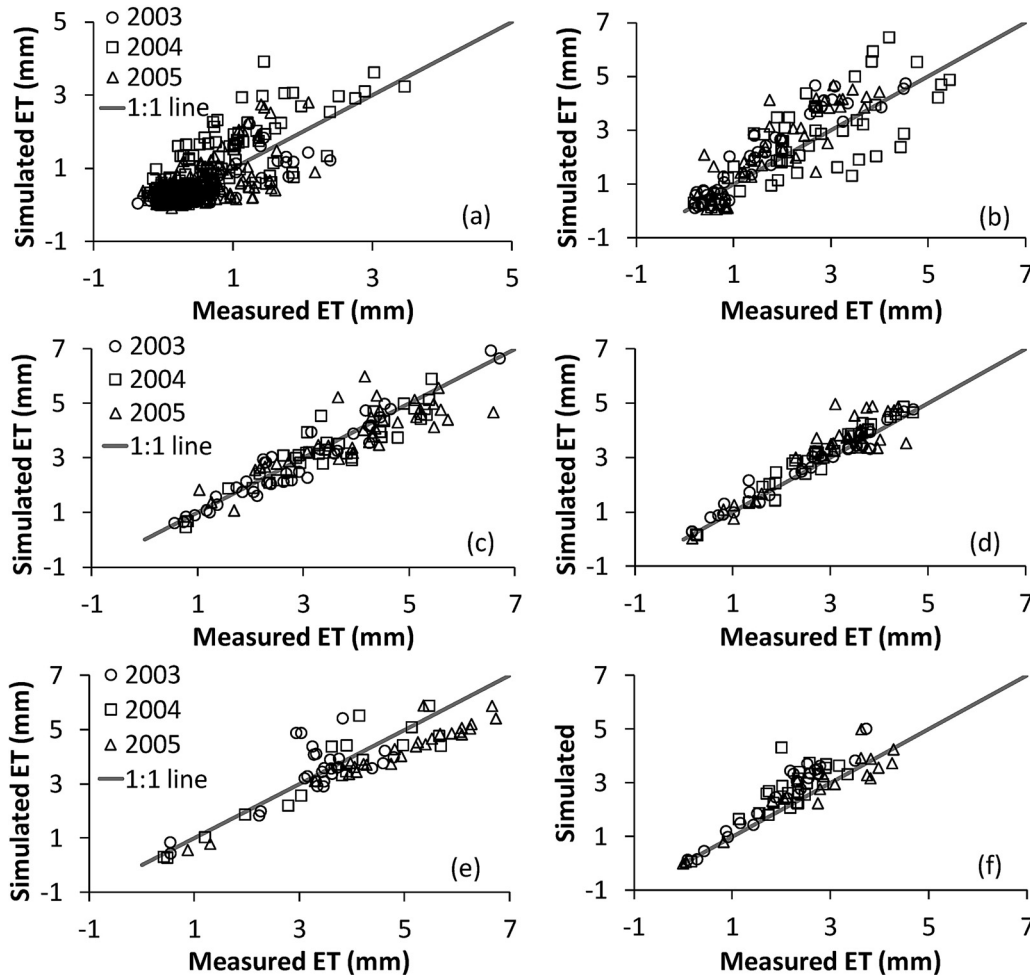 5
3
1
-1
Simulated ET (mm)
2003
2004
2005
1:1 line
(a)
-1 1 3 5
Measured ET (mm)
7
5
3
1
-1
Simulated ET (mm)
(b)
-1 1 3 5 7
Measured ET (mm)
7
5
3
1
-1
Simulated ET (mm)
2003
2004
2005
1:1 line
(c)
-1 1 3 5 7
Measured ET (mm)
7
5
3
1
-1
Simulated ET (mm)
(d)
-1 1 3 5 7
Measured ET (mm)
7
5
3
1
-1
Simulated ET (mm)
2003
2004
2005
1:1 line
(e)
-1 1 3 5 7
Measured ET (mm)
7
5
3
1
-1
Simulated
(f)
-1 1 3 5 7
Measured ET (mm)